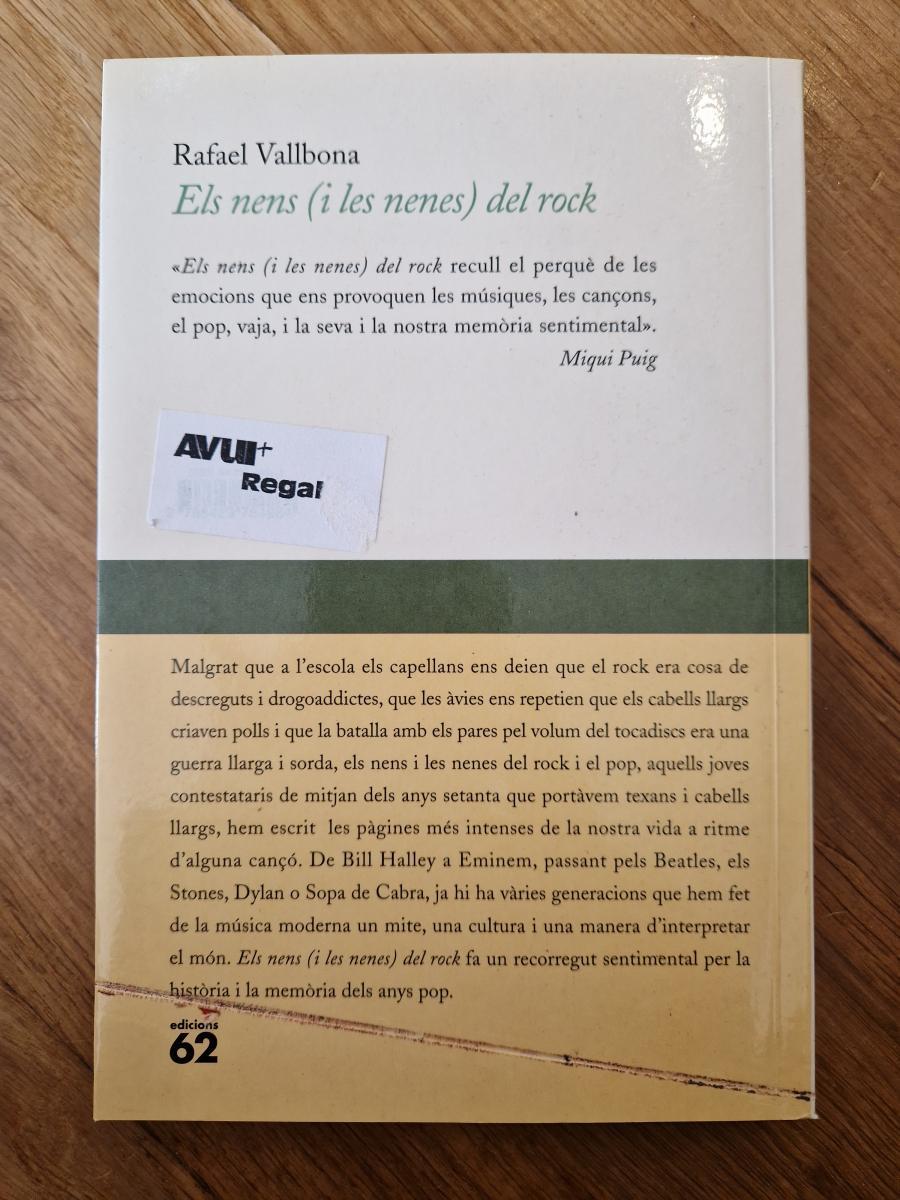 Rafael Vallbona
Els nens (i les nenes) del rock
«Els nens (i les nenes) del rock recull el perquè de les
emocions que ens provoquen les músiques, les cançons,
el pop, vaja, i la seva i la nostra memòria sentimental».
Miqui Puig
AVUI+
Regal
Malgrat que a l'escola els capellans ens deien que el rock era cosa de
descreguts i drogoaddictes, que les àvies ens repetien que els cabells llargs
criaven polls i que la batalla amb els pares pel volum del tocadiscs era una
guerra llarga i sorda, els nens i les nenes del rock i el pop, aquells joves
contestataris de mitjan dels anys setanta que portàvem texans i cabells
llargs, hem escrit les pàgines més intenses de la nostra vida a ritme
d'alguna cançó. De Bill Halley a Eminem, passant pels Beatles, els
Stones, Dylan o Sopa de Cabra, ja hi ha vàries generacions que hem fet
de la música moderna un mite, una cultura i una manera d'interpretar
el món. Els nens (i les nenes) del rock fa un recorregut sentimental per la
història i la memòria dels anys pop.
edicions
62